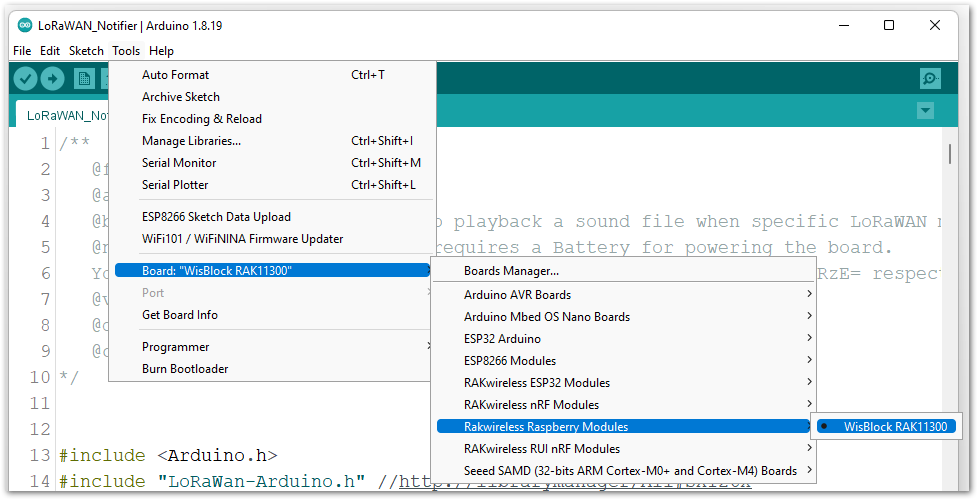 LoRaWAN_Notifier | Arduino 1.8.19
File Edit Sketch Tools Help
LoRaWAN_Not
Auto Format Ctrl+T
Archive Sketch
Fix Encoding & Reload
Manage Libraries... Ctrl+Shift+I
Serial Monitor Ctrl+Shift+M
Serial Plotter Ctrl+Shift+L
ESP8266 Sketch Data Upload
WiFi101 / WiFiNINA Firmware Updater
Board: "WisBlock RAK11300"
Port
Get Board Info
Programmer
Burn Bootloader
Boards Manager...
Arduino AVR Boards
Arduino Mbed OS Nano Boards
ESP32 Arduino
ESP8266 Modules
RAKwireless ESP32 Modules
RAKwireless nRF Modules
Rakwireless Raspberry Modules
RAKwireless RUI nRF Modules
Seeed SAMD (32-bits ARM Cortex-M0+ and Cortex-M4) Boards
WisBlock RAK11300
1 /**
2 @
3 @a
4 @b playback a sound file when specific LoRaWAN
5 @ requires a Battery for powering the board.
6 Yo RzE= respec
7 @v
8 @
9 @
10 */
11
12
13 #include <Arduino.h>
14 #include "LoRaWan-Arduino.h" //